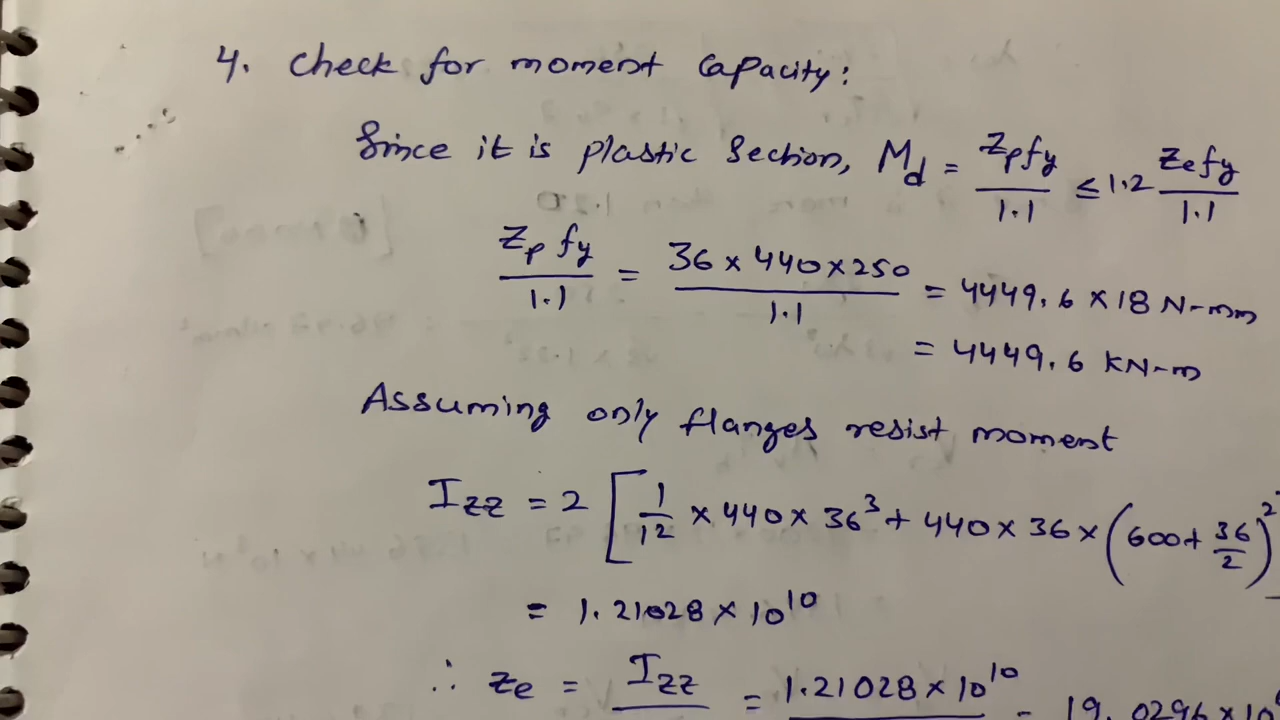 4. Check for moment Capacity:
Since it is plastic Section, Md = Zpfy / 1.1 ≤ 1.2 Zefy / 1.1
Zp fy / 1.1 = 36 × 440 × 250 / 1.1 = 4449.6 × 18 N-mm
= 4449.6 KN-m
Assuming only flanges resist moment
Izz = 2 [ 1/12 × 440 × 36³ + 440 × 36 × (600 + 36/2)²
= 1.21028 × 10¹⁰
∴ Ze = Izz = 1.21028 × 10¹⁰ = 19.0296 × 10